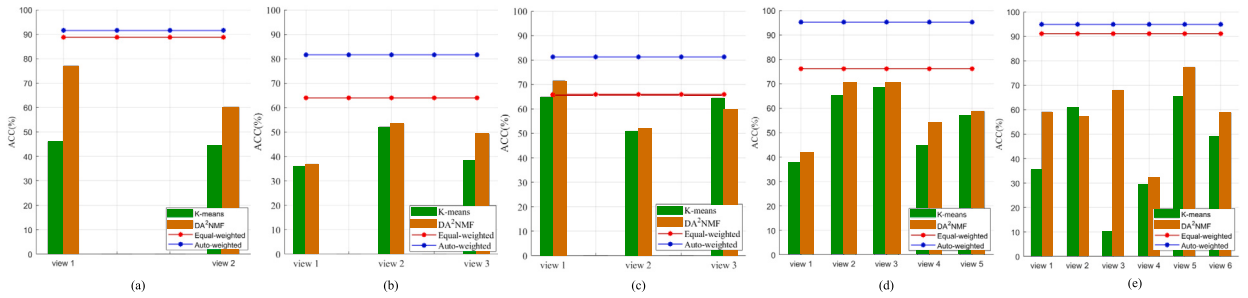 100
90
80
70
60
50
40
30
20
10
0
ACC(%)
view 1
view 2
K-means
DA²NMF
Equal-weighted
Auto-weighted
(a)
100
90
80
70
60
50
40
30
20
10
0
ACC(%)
view 1
view 2
view 3
K-means
DA²NMF
Equal-weighted
Auto-weighted
(b)
100
90
80
70
60
50
40
30
20
10
0
ACC(%)
view 1
view 2
view 3
K-means
DA²NMF
Equal-weighted
Auto-weighted
(c)
100
90
80
70
60
50
40
30
20
10
0
ACC(%)
view 1
view 2
view 3
view 4
view 5
K-means
DA²NMF
Equal-weighted
Auto-weighted
(d)
100
90
80
70
60
50
40
30
20
10
0
ACC(%)
view 1
view 2
view 3
view 4
view 5
view 6
K-means
DA²NMF
Equal-weighted
Auto-weighted
(e)